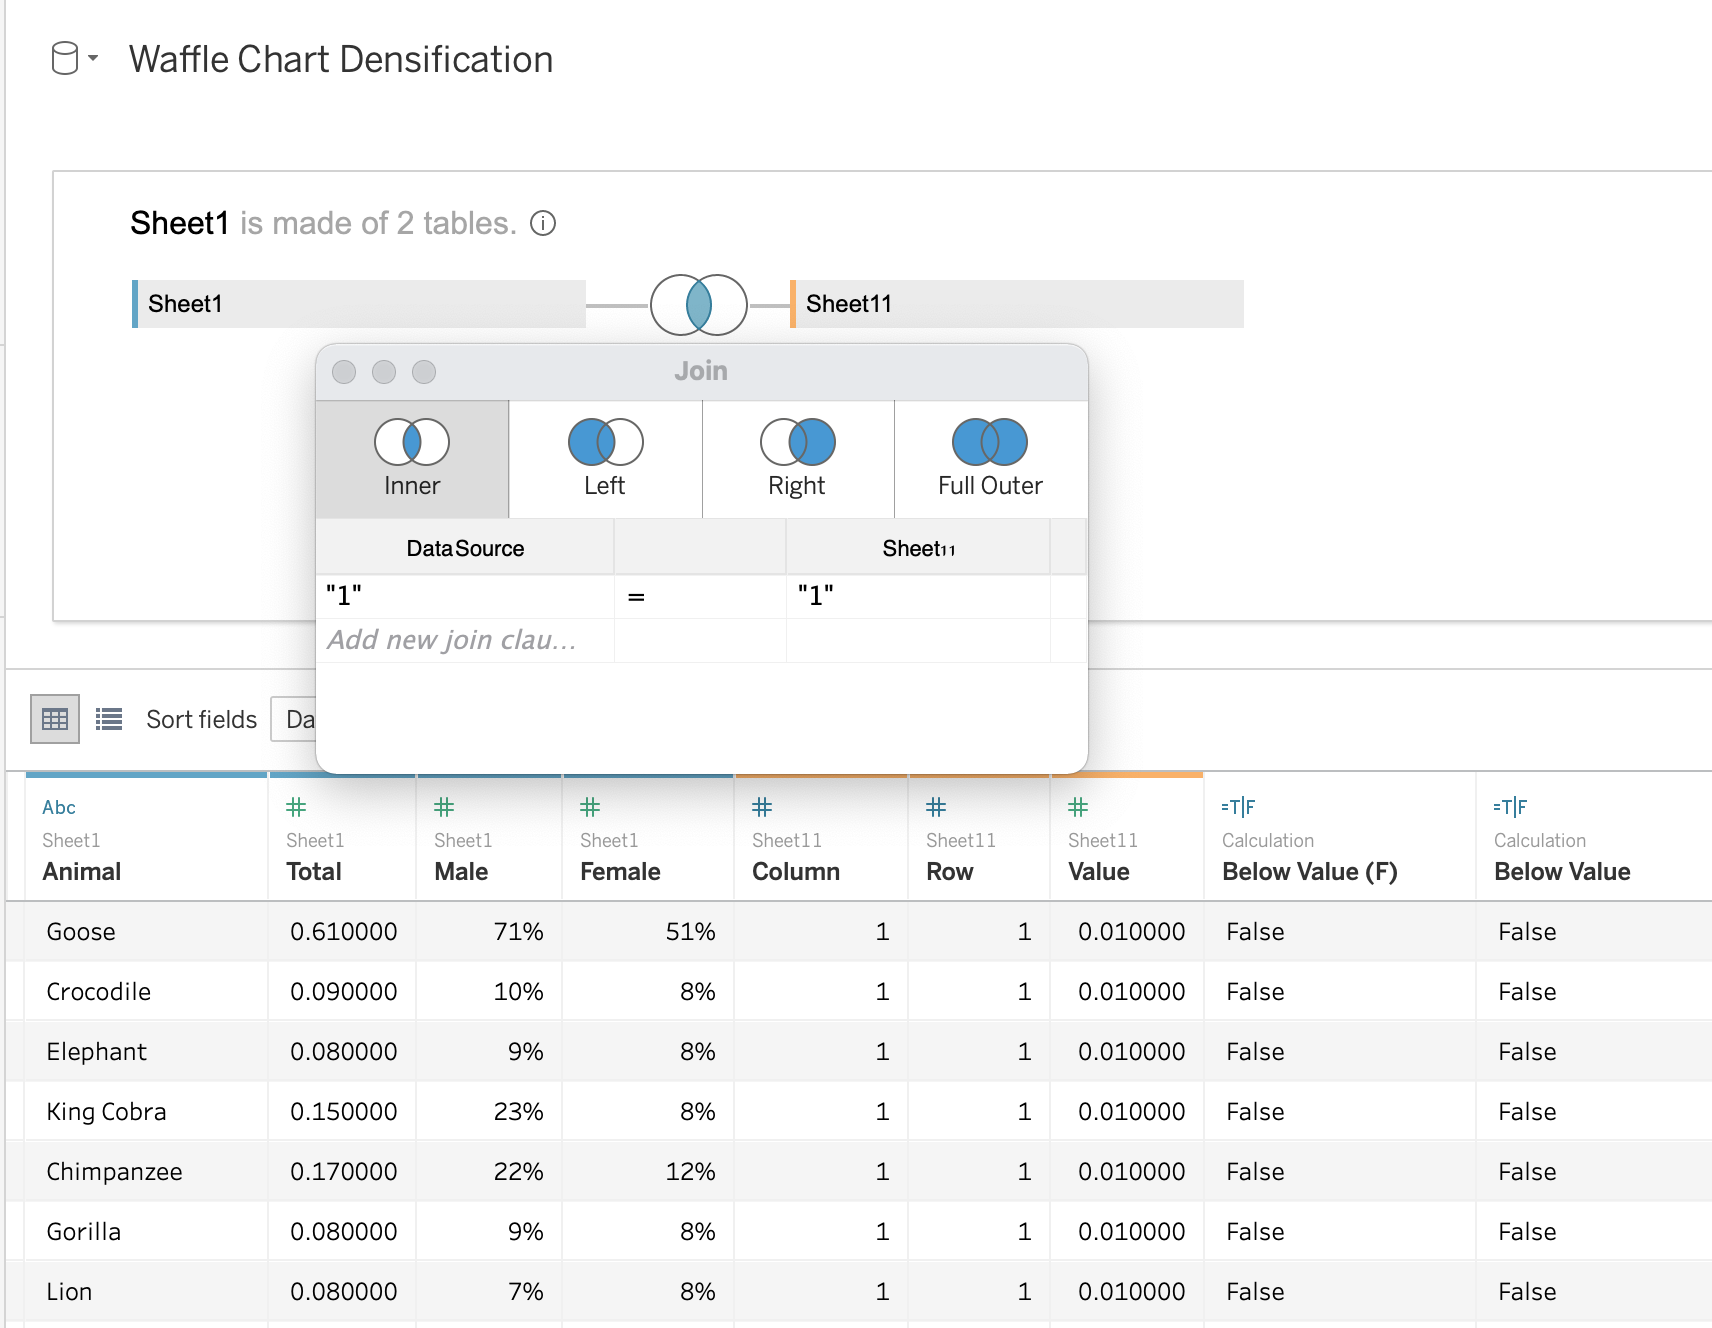 Waffle Chart Densification
Sheet1 is made of 2 tables.
Sheet1 Sheet11
Join
Inner Left Right Full Outer
DataSource Sheet11
"1" = "1"
Add new join clau...
Sort fields Da
Abc # # # # # # =T|F =T|F
Sheet1 Sheet1 Sheet1 Sheet1 Sheet11 Sheet11 Sheet11 Calculation Calculation
Animal Total Male Female Column Row Value Below Value (F) Below Value
Goose 0.610000 71% 51% 1 1 0.010000 False False
Crocodile 0.090000 10% 8% 1 1 0.010000 False False
Elephant 0.080000 9% 8% 1 1 0.010000 False False
King Cobra 0.150000 23% 8% 1 1 0.010000 False False
Chimpanzee 0.170000 22% 12% 1 1 0.010000 False False
Gorilla 0.080000 9% 8% 1 1 0.010000 False False
Lion 0.080000 7% 8% 1 1 0.010000 False False